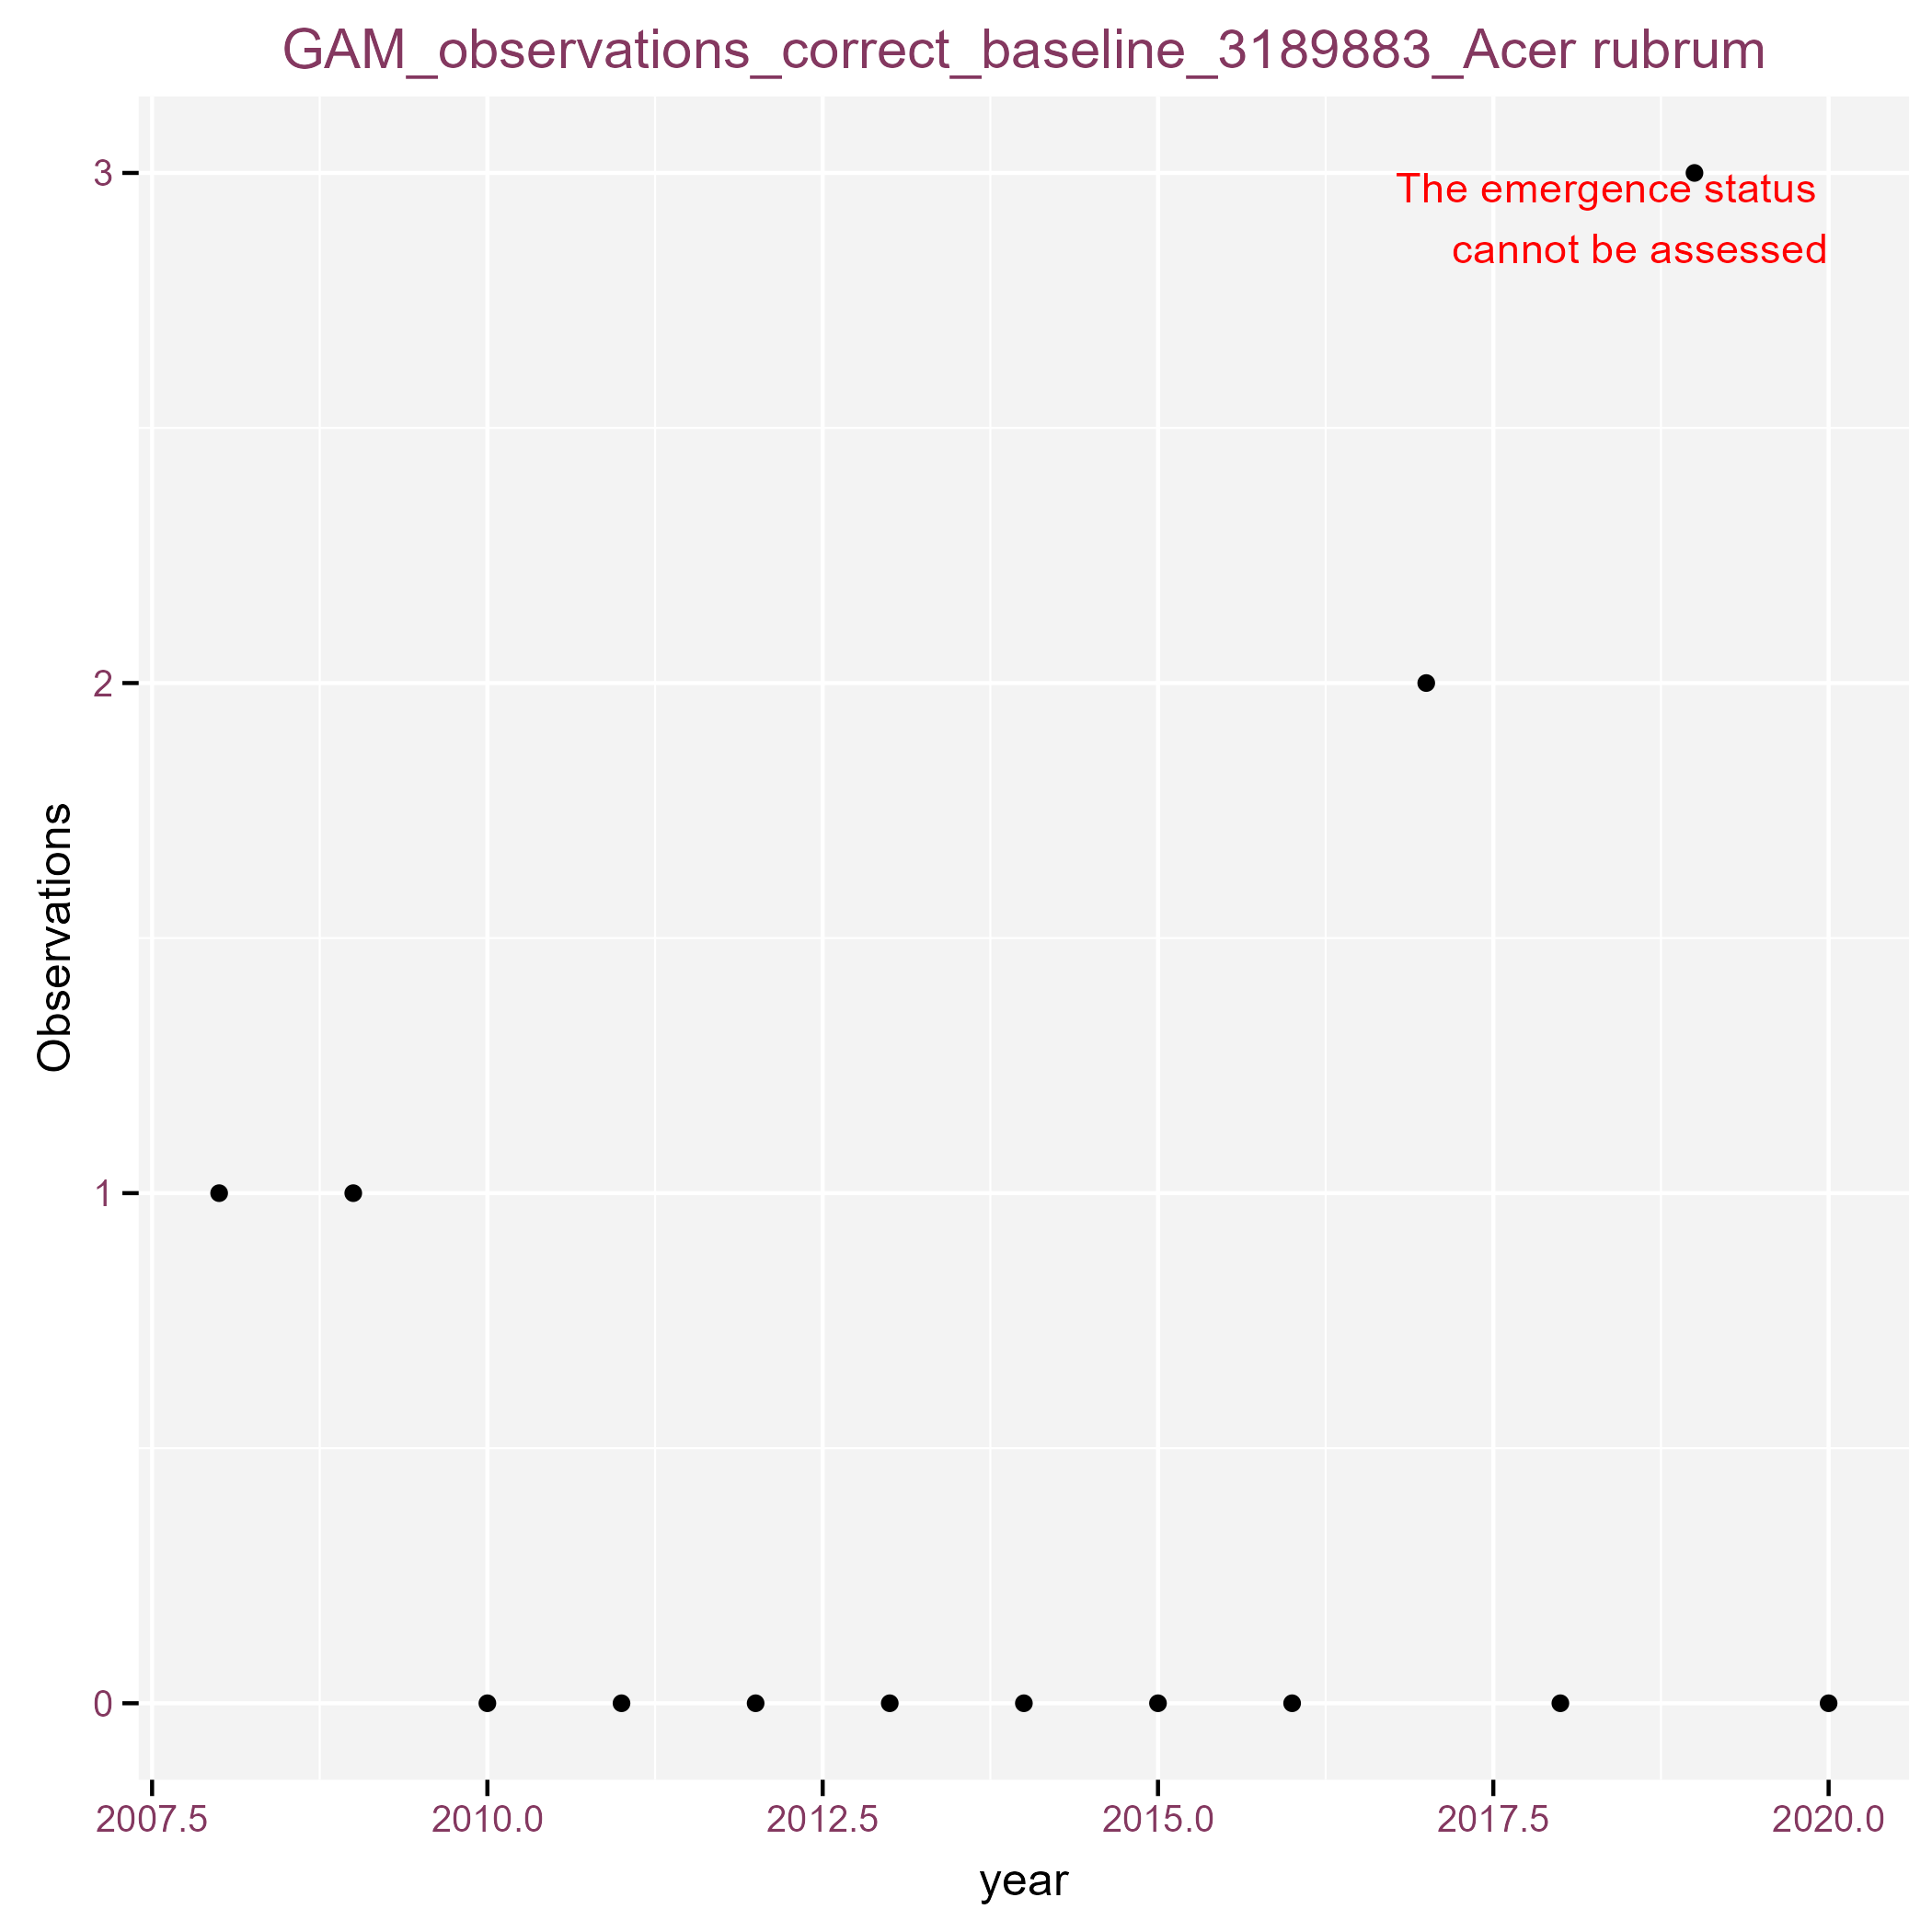 GAM_observations_correct_baseline_3189883_Acer rubrum
3
The emergence status
cannot be assessed
2
Observations
1
0
2007.5 2010.0 2012.5 2015.0 2017.5 2020.0
year